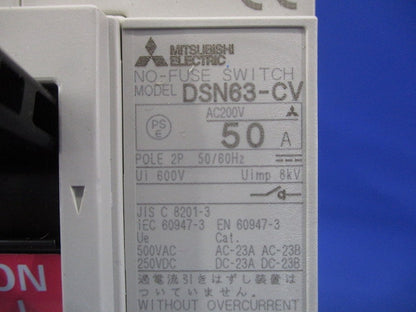 MITSUBISHI
ELECTRIC
NO-FUSE SWITCH
MODEL DSN63-CV
AC200V
PS
E
50 A
POLE 2P 50/60Hz
Ui 600V Uimp 8kV
JIS C 8201-3
IEC 60947-3 EN 60947-3
Ue Cat.
500VAC AC-23A AC-23B
250VDC DC-23A DC-23B
過電流引きはずし装置は
ついていません。
WITHOUT OVERCURRENT
ON